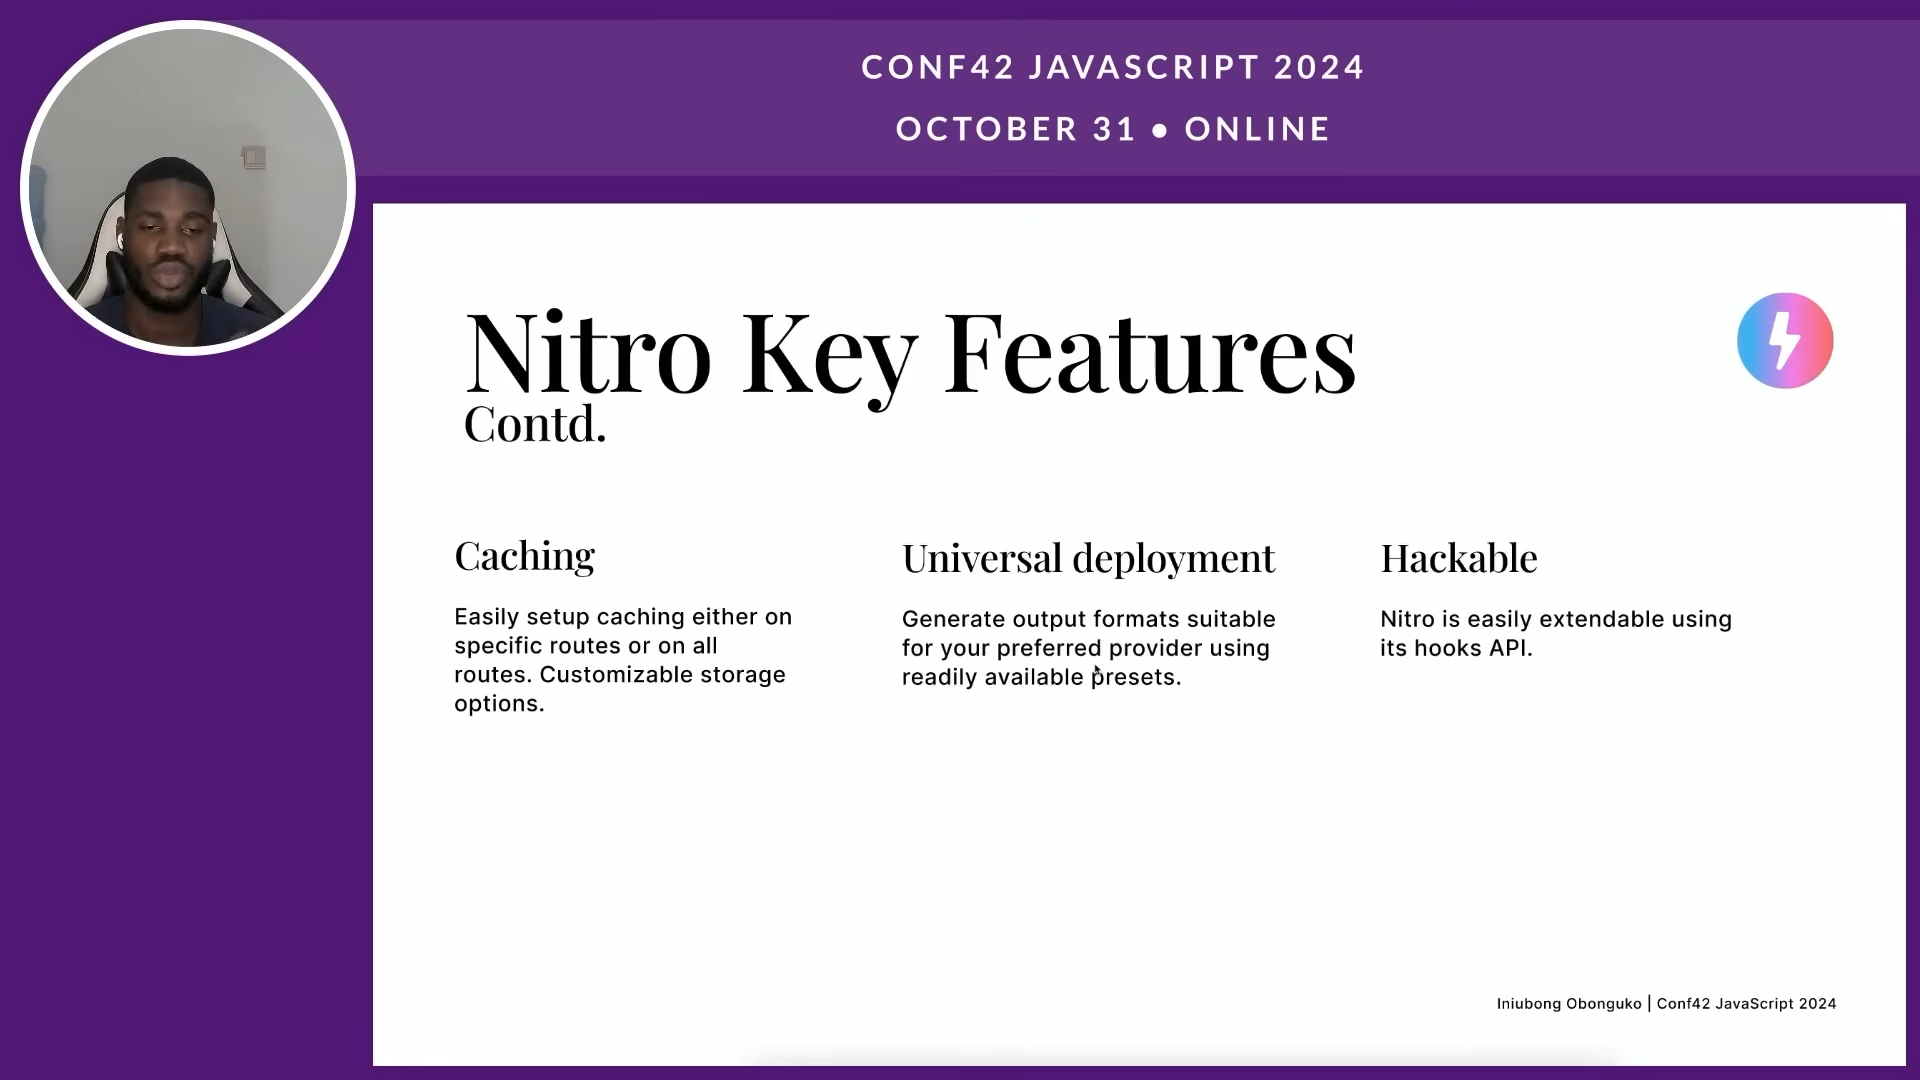 CONF42 JAVASCRIPT 2024
OCTOBER 31 ● ONLINE
Nitro Key Features
Contd.
Caching
Easily setup caching either on
specific routes or on all
routes. Customizable storage
options.
Universal deployment
Generate output formats suitable
for your preferred provider using
readily available presets.
Hackable
Nitro is easily extendable using
its hooks API.
Iniubong Obonguko | Conf42 JavaScript 2024